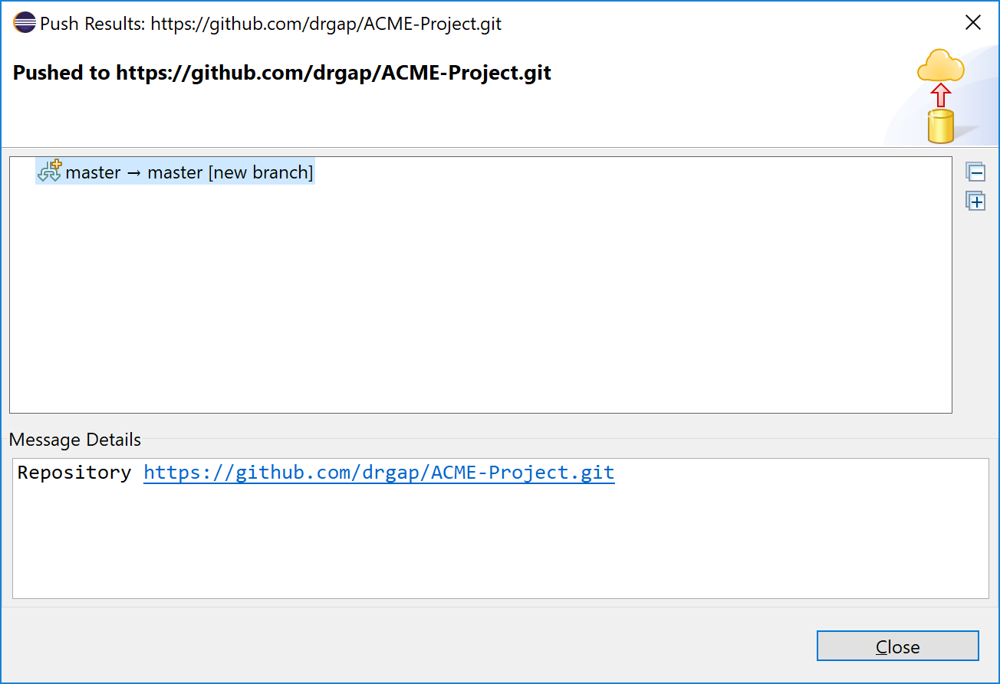 Push Results: https://github.com/drgap/ACME-Project.git
Pushed to https://github.com/drgap/ACME-Project.git
master → master [new branch]
Message Details
Repository https://github.com/drgap/ACME-Project.git
Close